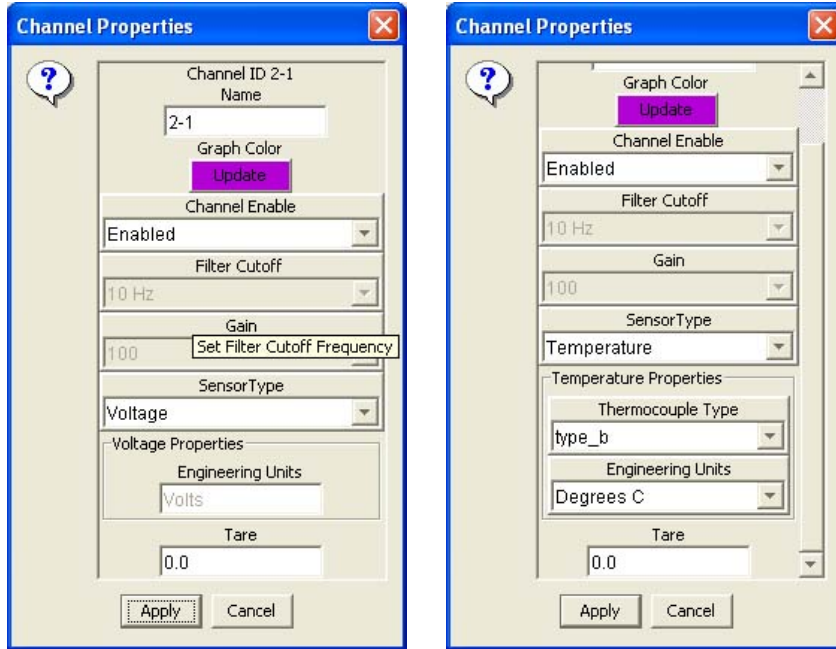 Channel Properties
Channel ID 2-1
Name
2-1
Graph Color
Update
Channel Enable
Enabled
Filter Cutoff
10 Hz
Gain
100
Set Filter Cutoff Frequency
SensorType
Voltage
Voltage Properties
Engineering Units
Volts
Tare
0.0
Apply
Cancel
Channel Properties
Graph Color
Update
Channel Enable
Enabled
Filter Cutoff
10 Hz
Gain
100
SensorType
Temperature
Temperature Properties
Thermocouple Type
type_b
Engineering Units
Degrees C
Tare
0.0
Apply
Cancel